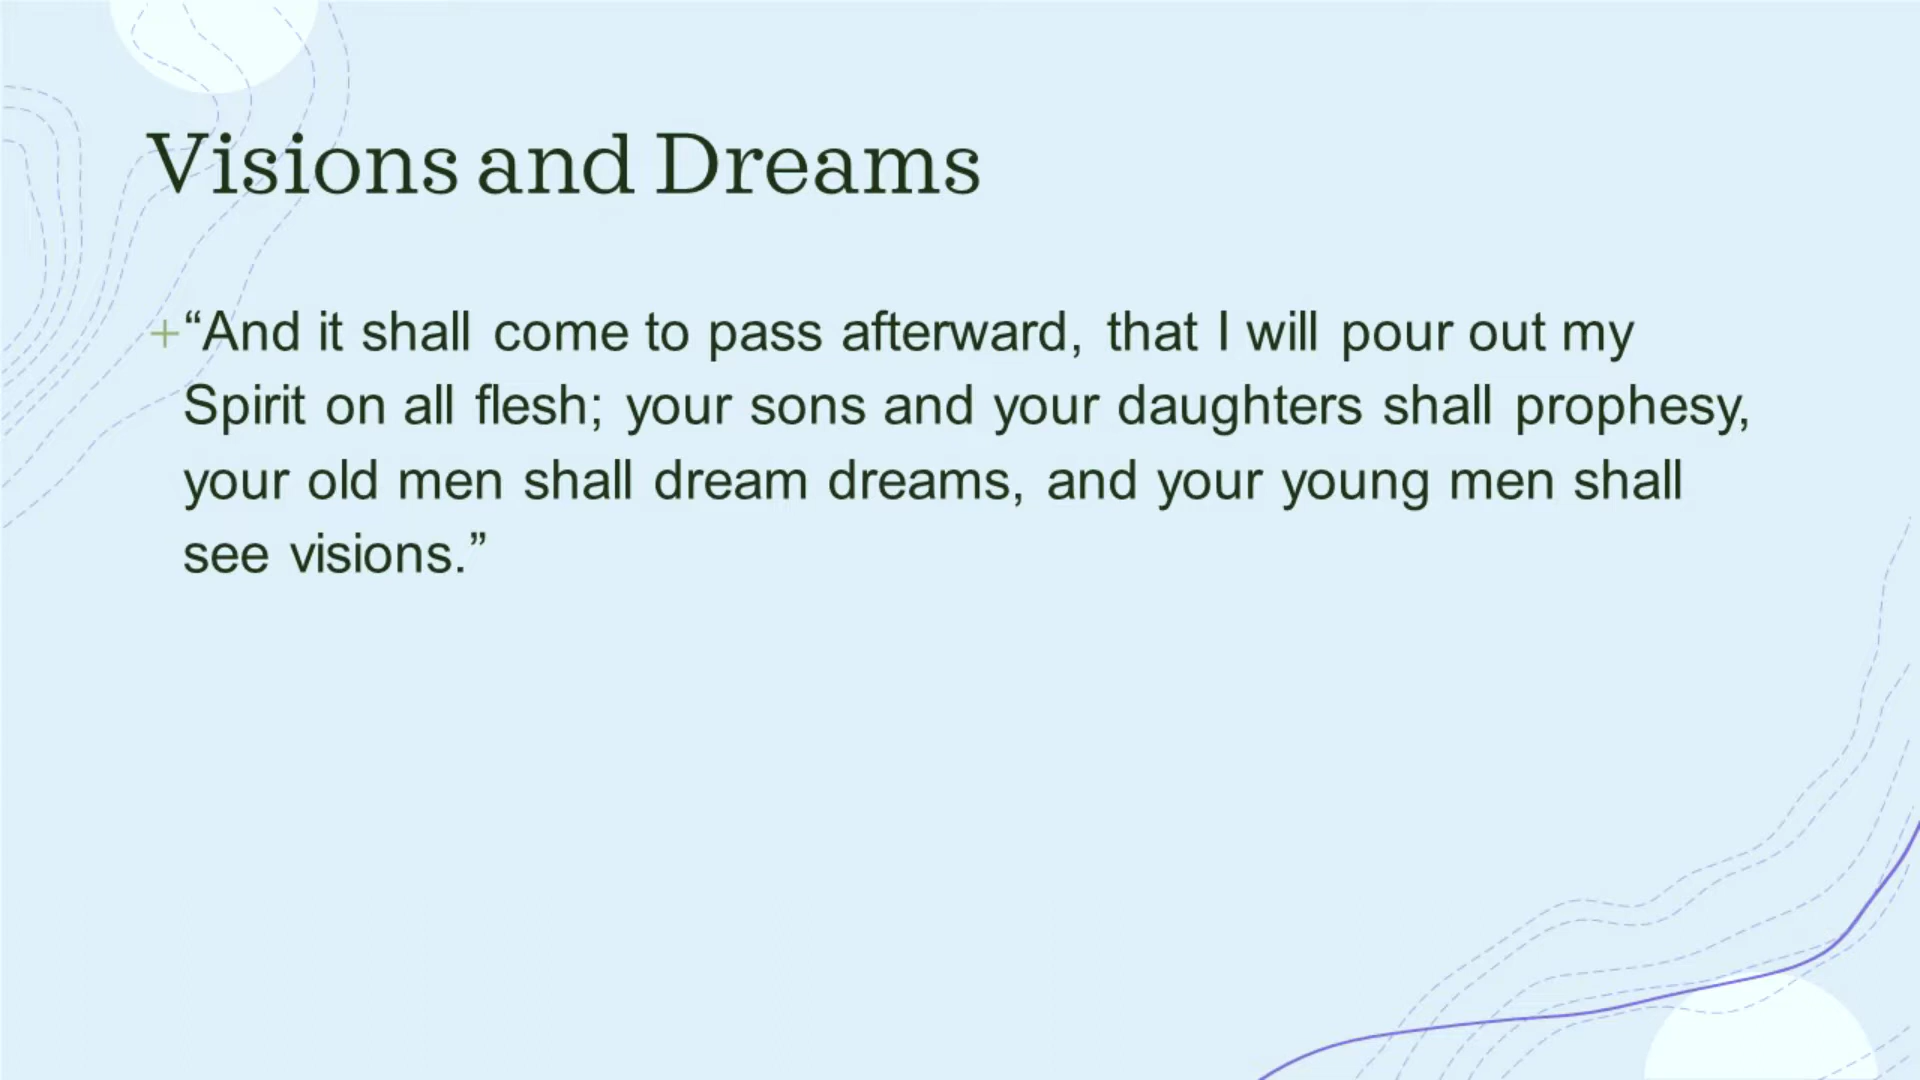 Visions and Dreams
+“And it shall come to pass afterward, that I will pour out my
Spirit on all flesh; your sons and your daughters shall prophesy,
your old men shall dream dreams, and your young men shall
see visions.”